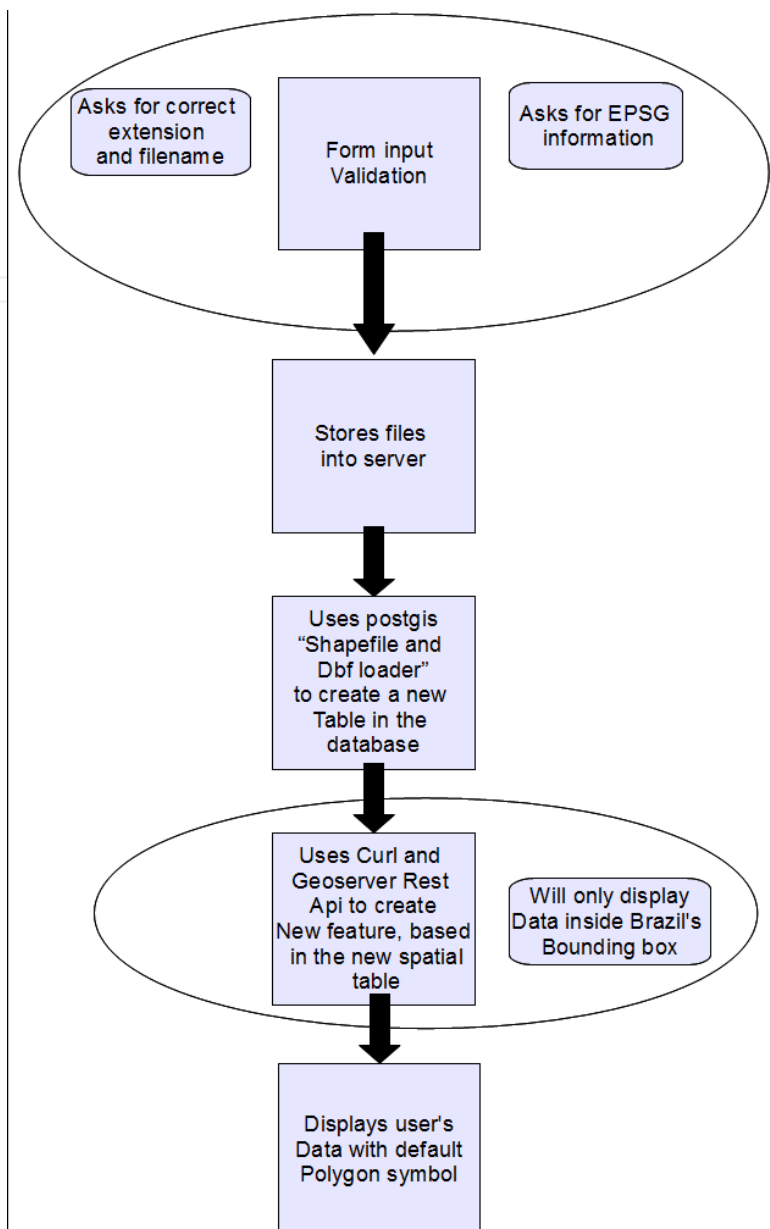 Asks for correct
extension
and filename
Form input
Validation
Asks for EPSG
information
Stores files
into server
Uses postgis
“Shapefile and
Dbf loader”
to create a new
Table in the
database
Uses Curl and
Geoserver Rest
Api to create
New feature, based
in the new spatial
table
Will only display
Data inside Brazil's
Bounding box
Displays user's
Data with default
Polygon symbol